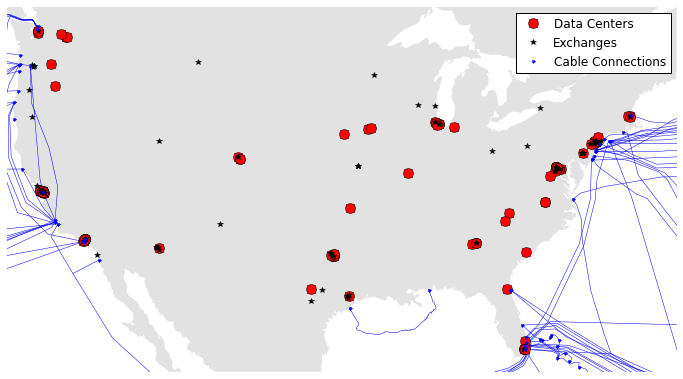 Data Centers
Exchanges
Cable Connections